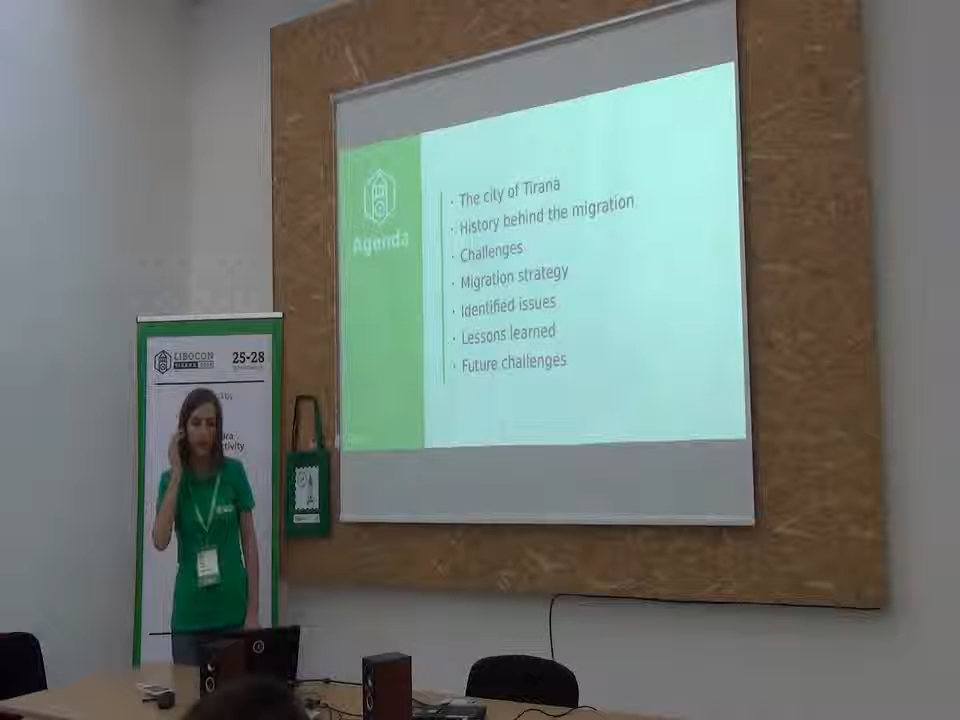 Agenda
· The city of Tirana
· History behind the migration
· Challenges
· Migration strategy
· Identified issues
· Lessons learned
· Future challenges
LIBOCON
25-28